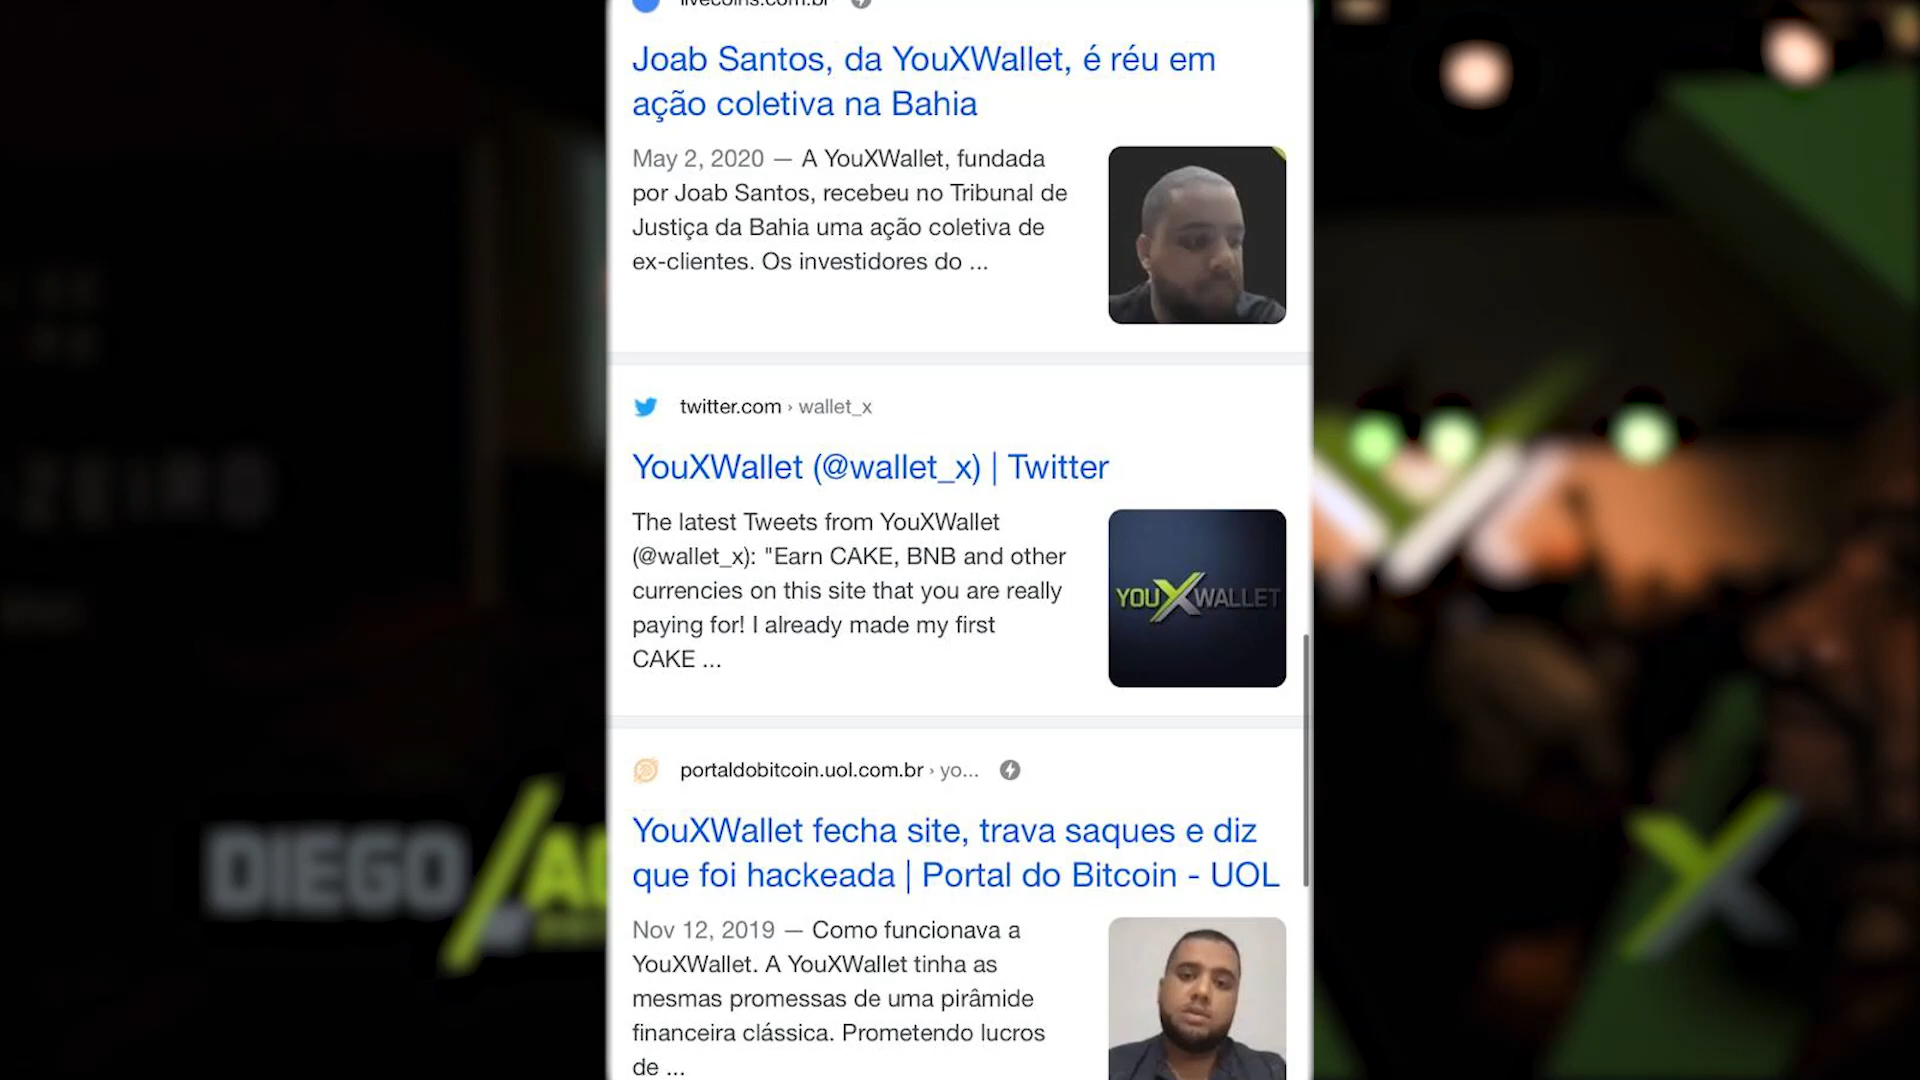 livecoins.com.br
Joab Santos, da YouXWallet, é réu em
ação coletiva na Bahia
May 2, 2020 — A YouXWallet, fundada
por Joab Santos, recebeu no Tribunal de
Justiça da Bahia uma ação coletiva de
ex-clientes. Os investidores do ...
twitter.com › wallet_x
YouXWallet (@wallet_x) | Twitter
The latest Tweets from YouXWallet
(@wallet_x): "Earn CAKE, BNB and other
currencies on this site that you are really
paying for! I already made my first
CAKE ...
YOUXWALLET
portaldobitcoin.uol.com.br › yo...
YouXWallet fecha site, trava saques e diz
que foi hackeada | Portal do Bitcoin - UOL
Nov 12, 2019 — Como funcionava a
YouXWallet. A YouXWallet tinha as
mesmas promessas de uma pirâmide
financeira clássica. Prometendo lucros
de ...
DIEGO